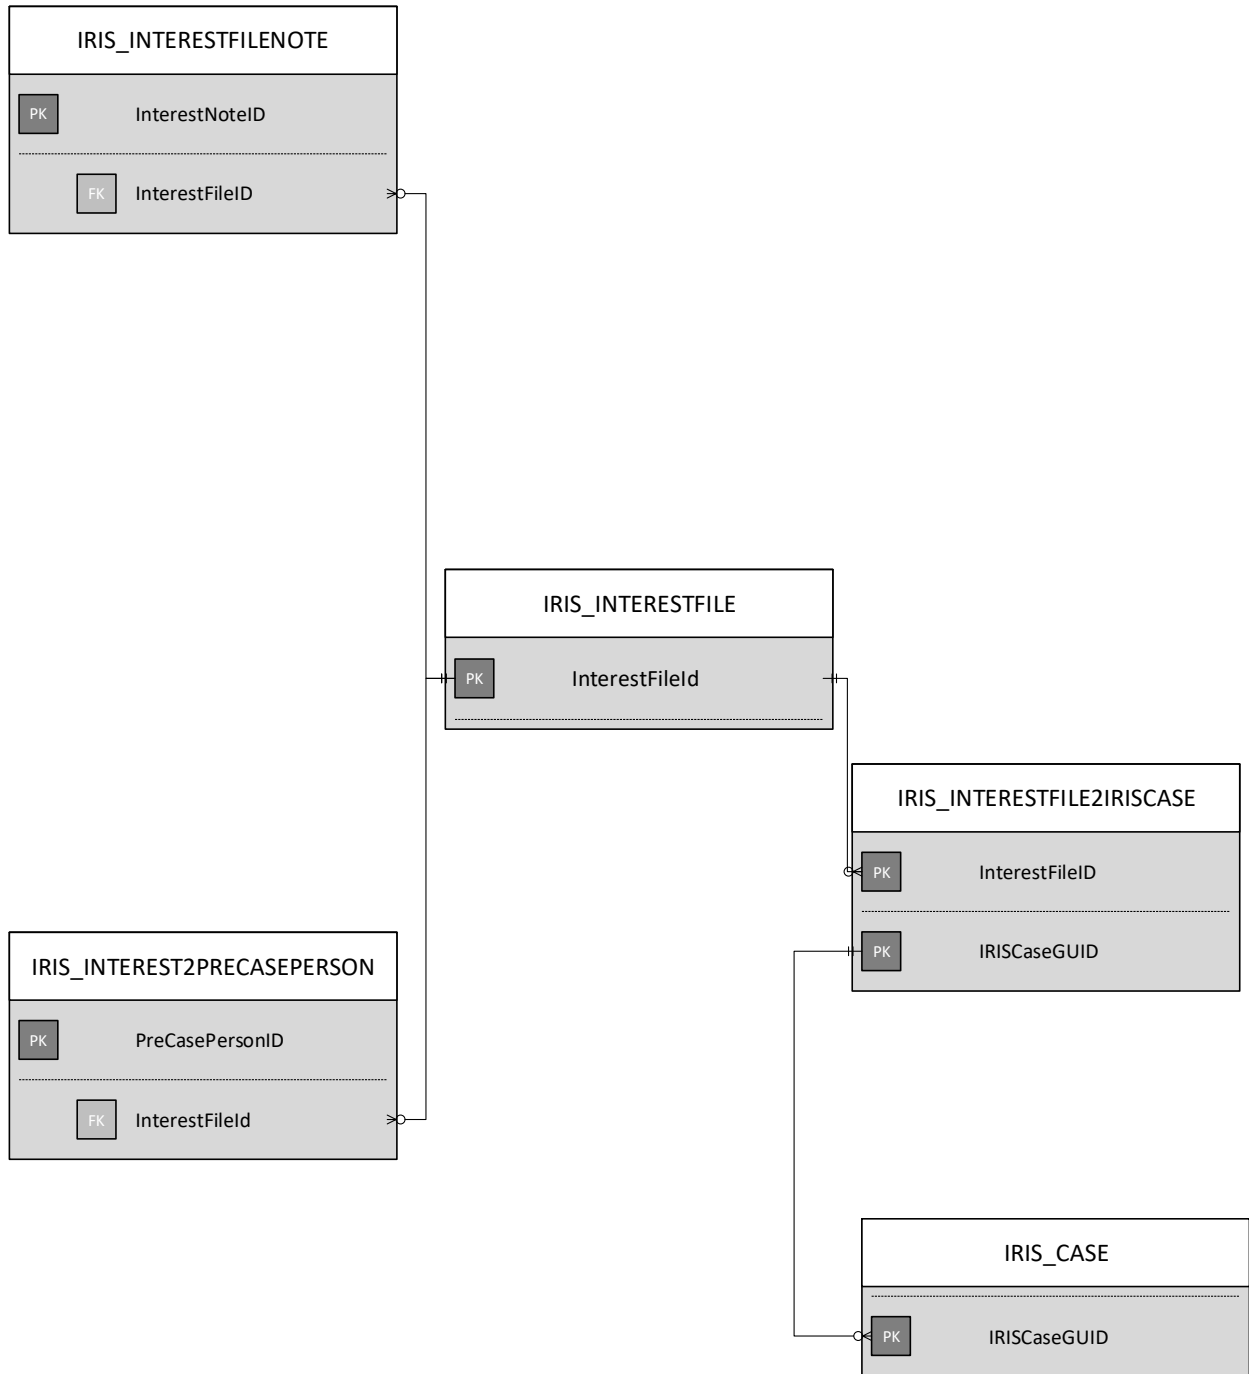 IRIS_INTERESTFILENOTE
PK InterestNoteID
FK InterestFileID
IRIS_INTERESTFILE
PK InterestFileId
IRIS_INTERESTFILE2IRISCASE
PK InterestFileID
PK IRISCaseGUID
IRIS_INTEREST2PRECASEPERSON
PK PreCasePersonID
FK InterestFileId
IRIS_CASE
PK IRISCaseGUID